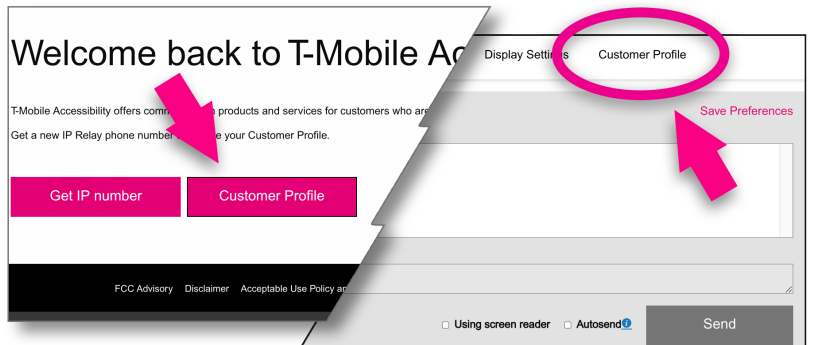 Welcome back to T-Mobile Ac
T-Mobile Accessibility offers comm products and services for customers who are
Get a new IP Relay phone number your Customer Profile.
Get IP number
Customer Profile
FCC Advisory Disclaimer Acceptable Use Policy an
Display Settings Customer Profile
Save Preferences
Using screen reader Autosend
Send